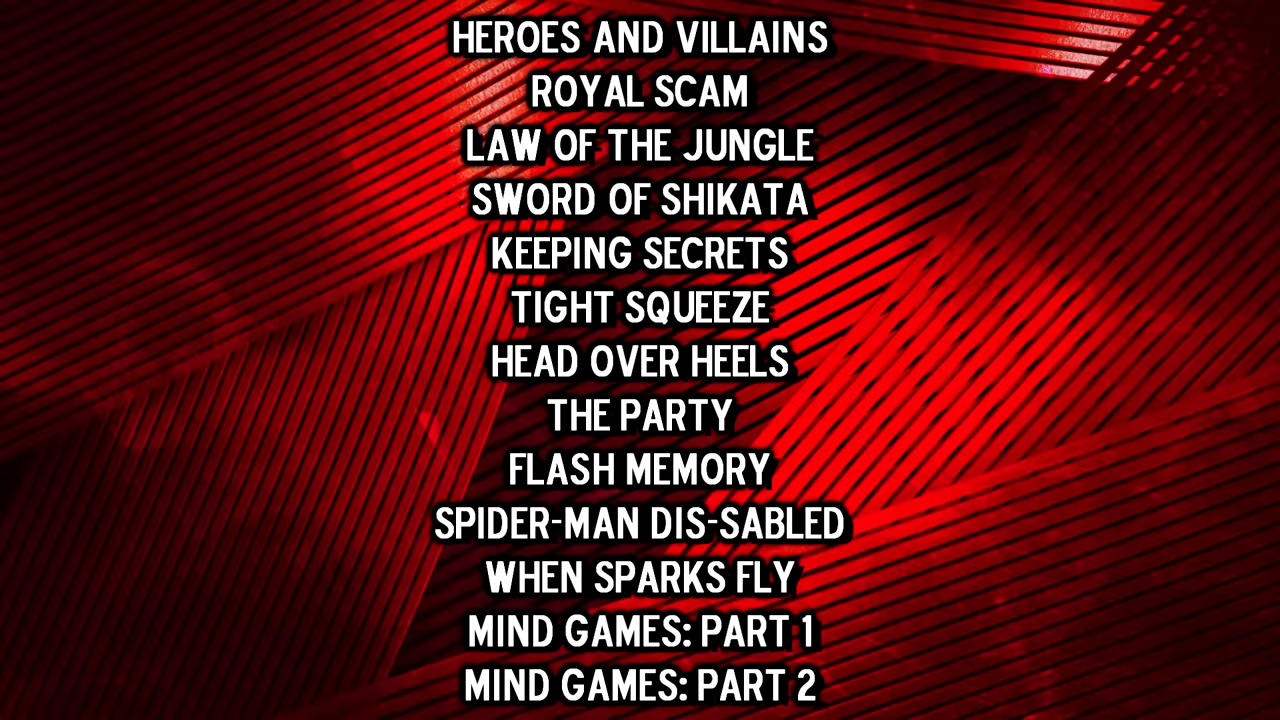 HEROES AND VILLAINS
ROYAL SCAM
LAW OF THE JUNGLE
SWORD OF SHIKATA
KEEPING SECRETS
TIGHT SQUEEZE
HEAD OVER HEELS
THE PARTY
FLASH MEMORY
SPIDER-MAN DIS-SABLED
WHEN SPARKS FLY
MIND GAMES: PART 1
MIND GAMES: PART 2